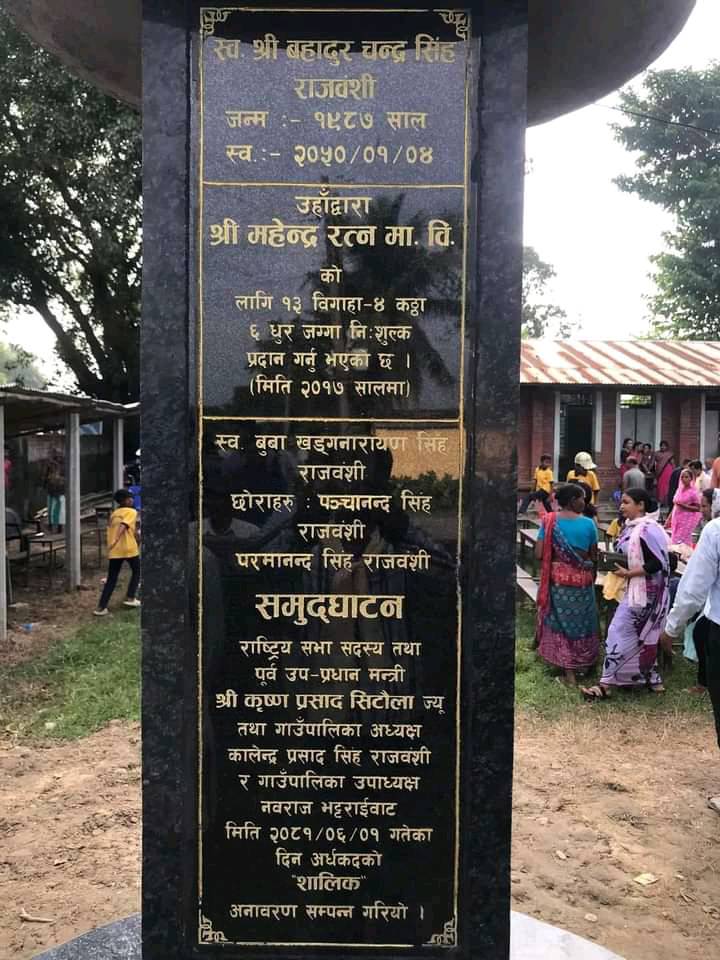 स्व. श्री बहादुर चन्द्र सिंह
राजवंशी
जन्म :- १९८७ साल
स्व.:- २०५०/०१/०४
उहाँद्वारा
श्री महेन्द्र रत्न मा. वि.
को
लागि १३ विगाहा-४ कठ्ठा
६ धुर जग्गा नि:शुल्क
प्रदान गर्नु भएको छ ।
(मिति २०१७ सालमा)
स्व. बुबा खड्गनारायण सिंह
राजवंशी
छोराहरु : पञ्चानन्द सिंह
राजवंशी
परमानन्द सिंह राजवंशी
समुद्घाटन
राष्ट्रिय सभा सदस्य तथा
पूर्व उप-प्रधान मन्त्री
श्री कृष्ण प्रसाद सिटौला ज्यू
तथा गाउँपालिका अध्यक्ष
कालेन्द्र प्रसाद सिंह राजवंशी
र गाउँपालिका उपाध्यक्ष
नवराज भट्टराईवाट
मिति २०८१/०६/०१ गतेका
दिन अर्धकदको
"शालिक"
अनावरण सम्पन्न गरियो ।